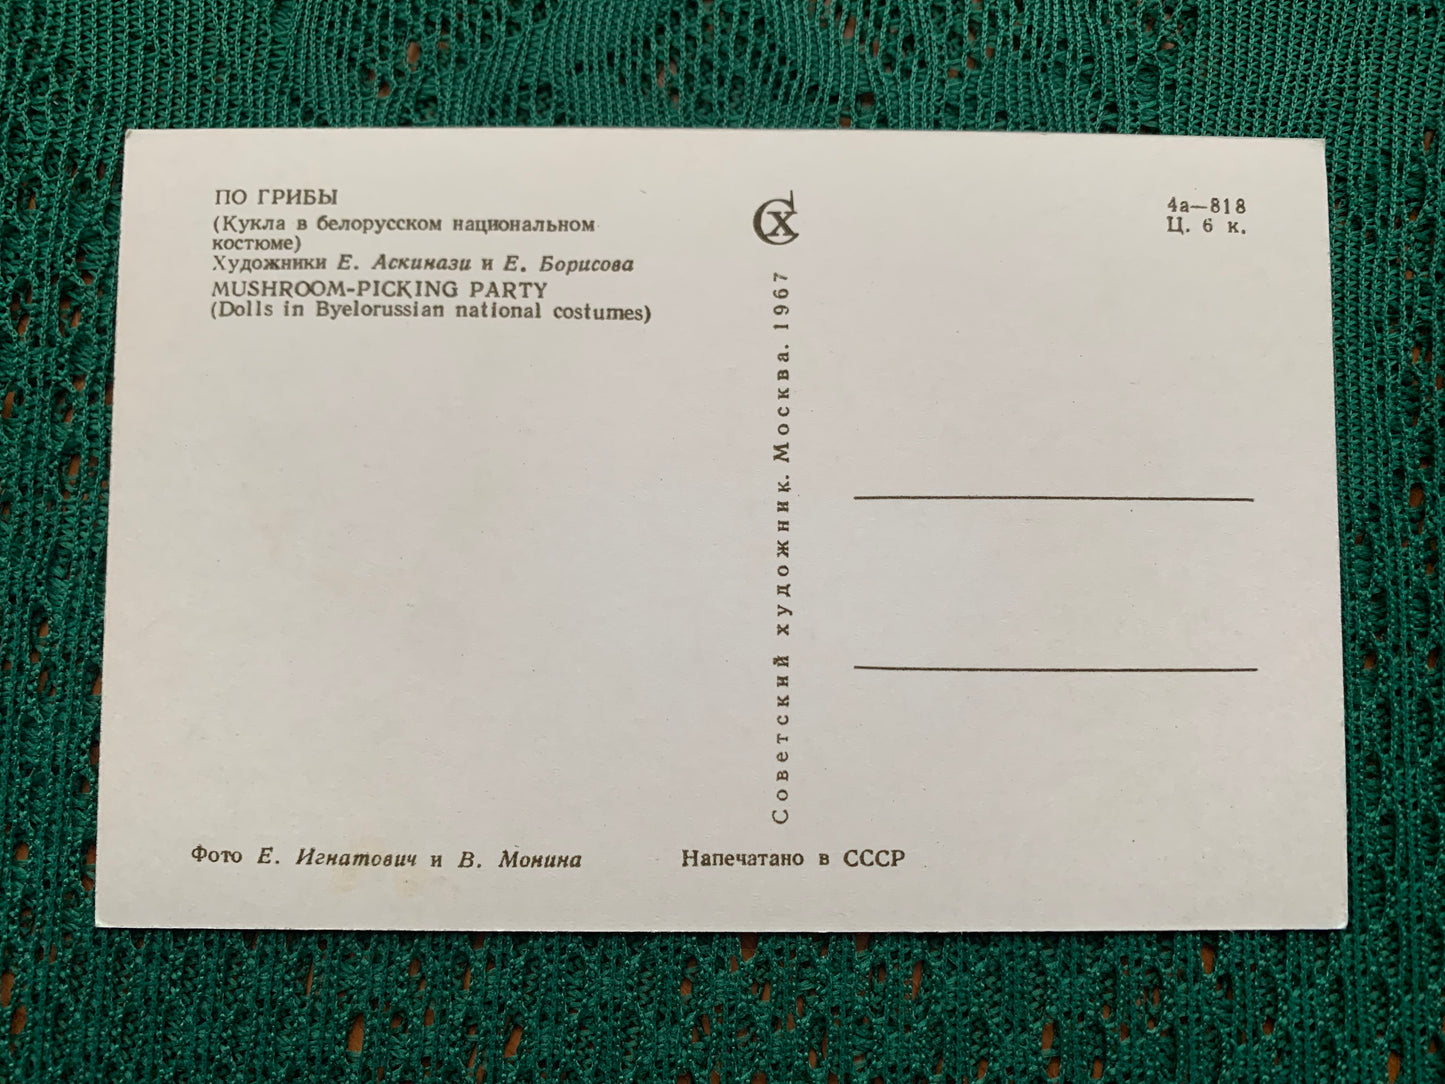 ПО ГРИБЫ
(Кукла в белорусском национальном
костюме)
Художники Е. Аскинази и Е. Борисова
MUSHROOM-PICKING PARTY
(Dolls in Byelorussian national costumes)
Фото Е. Игнатович и В. Монина
СХ
Советский художник. Москва. 1967
Напечатано в СССР
4а—818
Ц. 6 к.